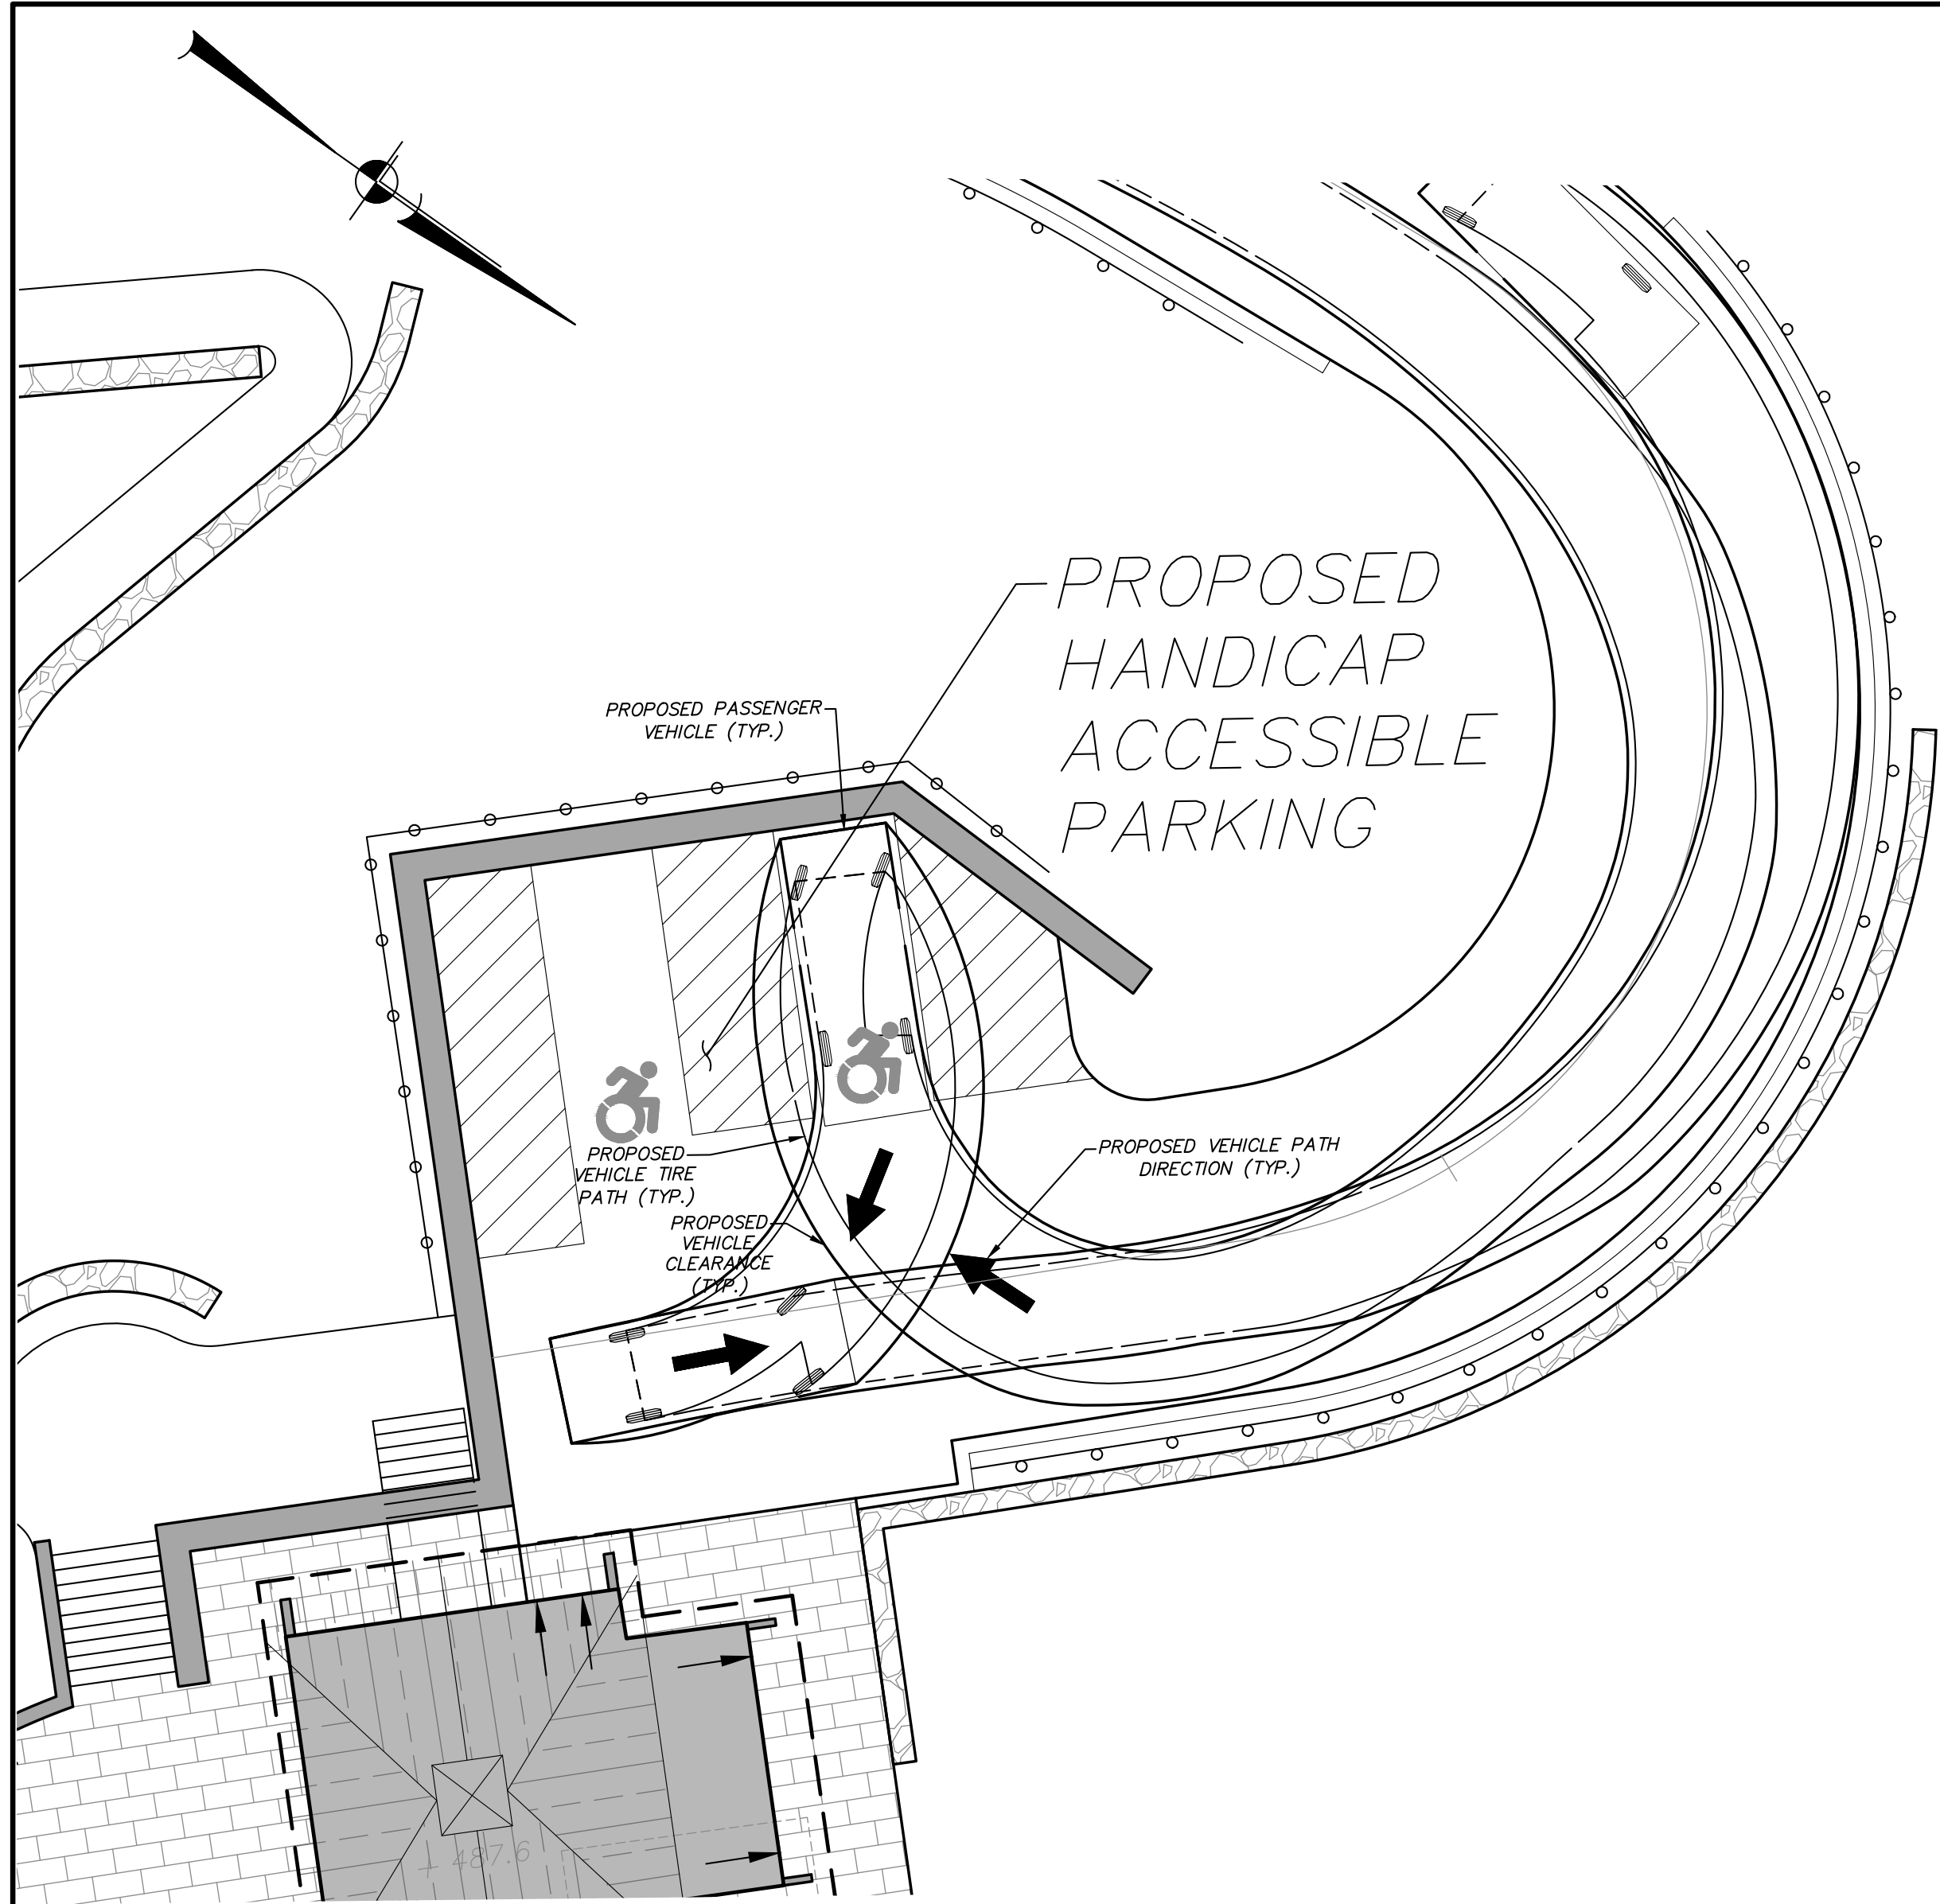 PROPOSED
HANDICAP
ACCESSIBLE
PARKING
PROPOSED PASSENGER
VEHICLE (TYP.)
PROPOSED
VEHICLE TIRE
PATH (TYP.)
PROPOSED VEHICLE PATH
DIRECTION (TYP.)
PROPOSED
VEHICLE
CLEARANCE
(TYP.)
487.6